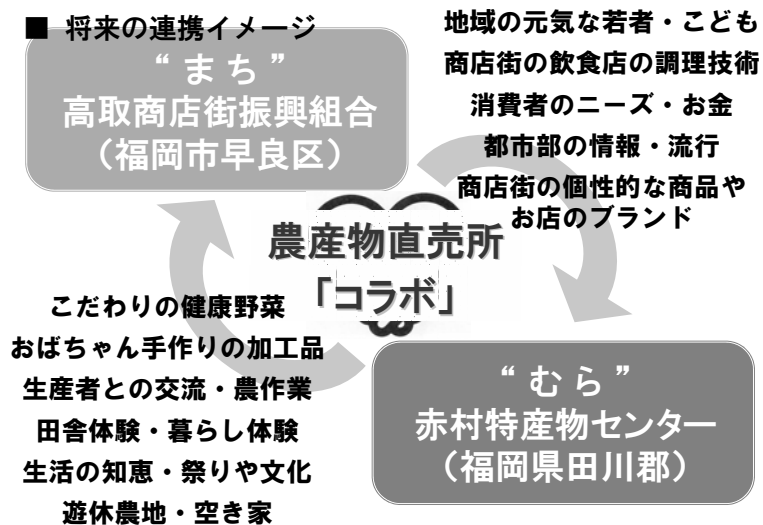 ■ 将来の連携イメージ
“まち”
高取商店街振興組合
（福岡市早良区）
地域の元気な若者・こども
商店街の飲食店の調理技術
消費者のニーズ・お金
都市部の情報・流行
商店街の個性的な商品や
お店のブランド
農産物直売所
「コラボ」
こだわりの健康野菜
おばちゃん手作りの加工品
生産者との交流・農作業
田舎体験・暮らし体験
生活の知恵・祭りや文化
遊休農地・空き家
“むら”
赤村特産物センター
（福岡県田川郡）